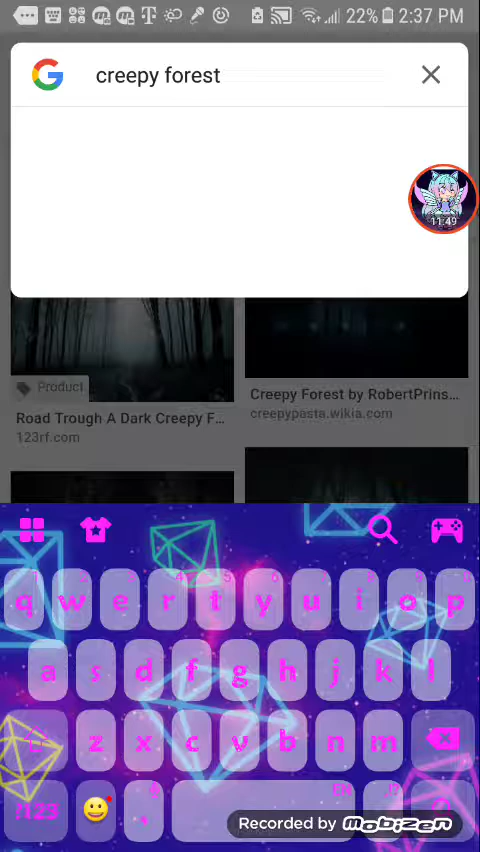 22% 2:37 PM
creepy forest
11:49
Product
Road Trough A Dark Creepy F...
123rf.com
Creepy Forest by RobertPrins...
creepypasta.wikia.com
q w e r t y u i o p
a s d f g h j k l
z x c v b n m
!123
Recorded by Mobizen